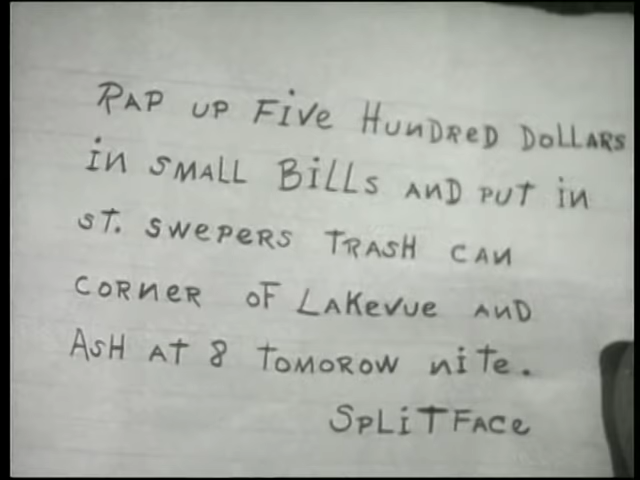 RAP UP FiVe HUnDReD DoLLARS
in SMALL BiLLS AnD PUT in
ST. SWePERS TRASH CAn
CORneR oF LAKeVUe AnD
ASH AT 8 ToMoRoW niTe.
SPLiTFACe